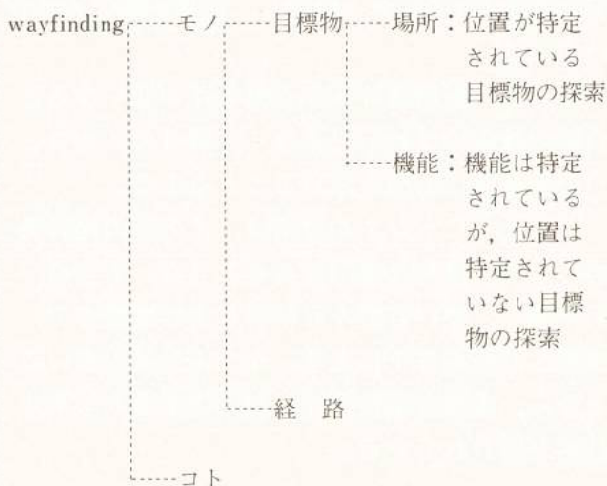 wayfinding モノ 目標物 場所：位置が特定
されている
目標物の探索
機能：機能は特定
されている
が，位置は
特定されて
いない目標
物の探索
経　路
コト